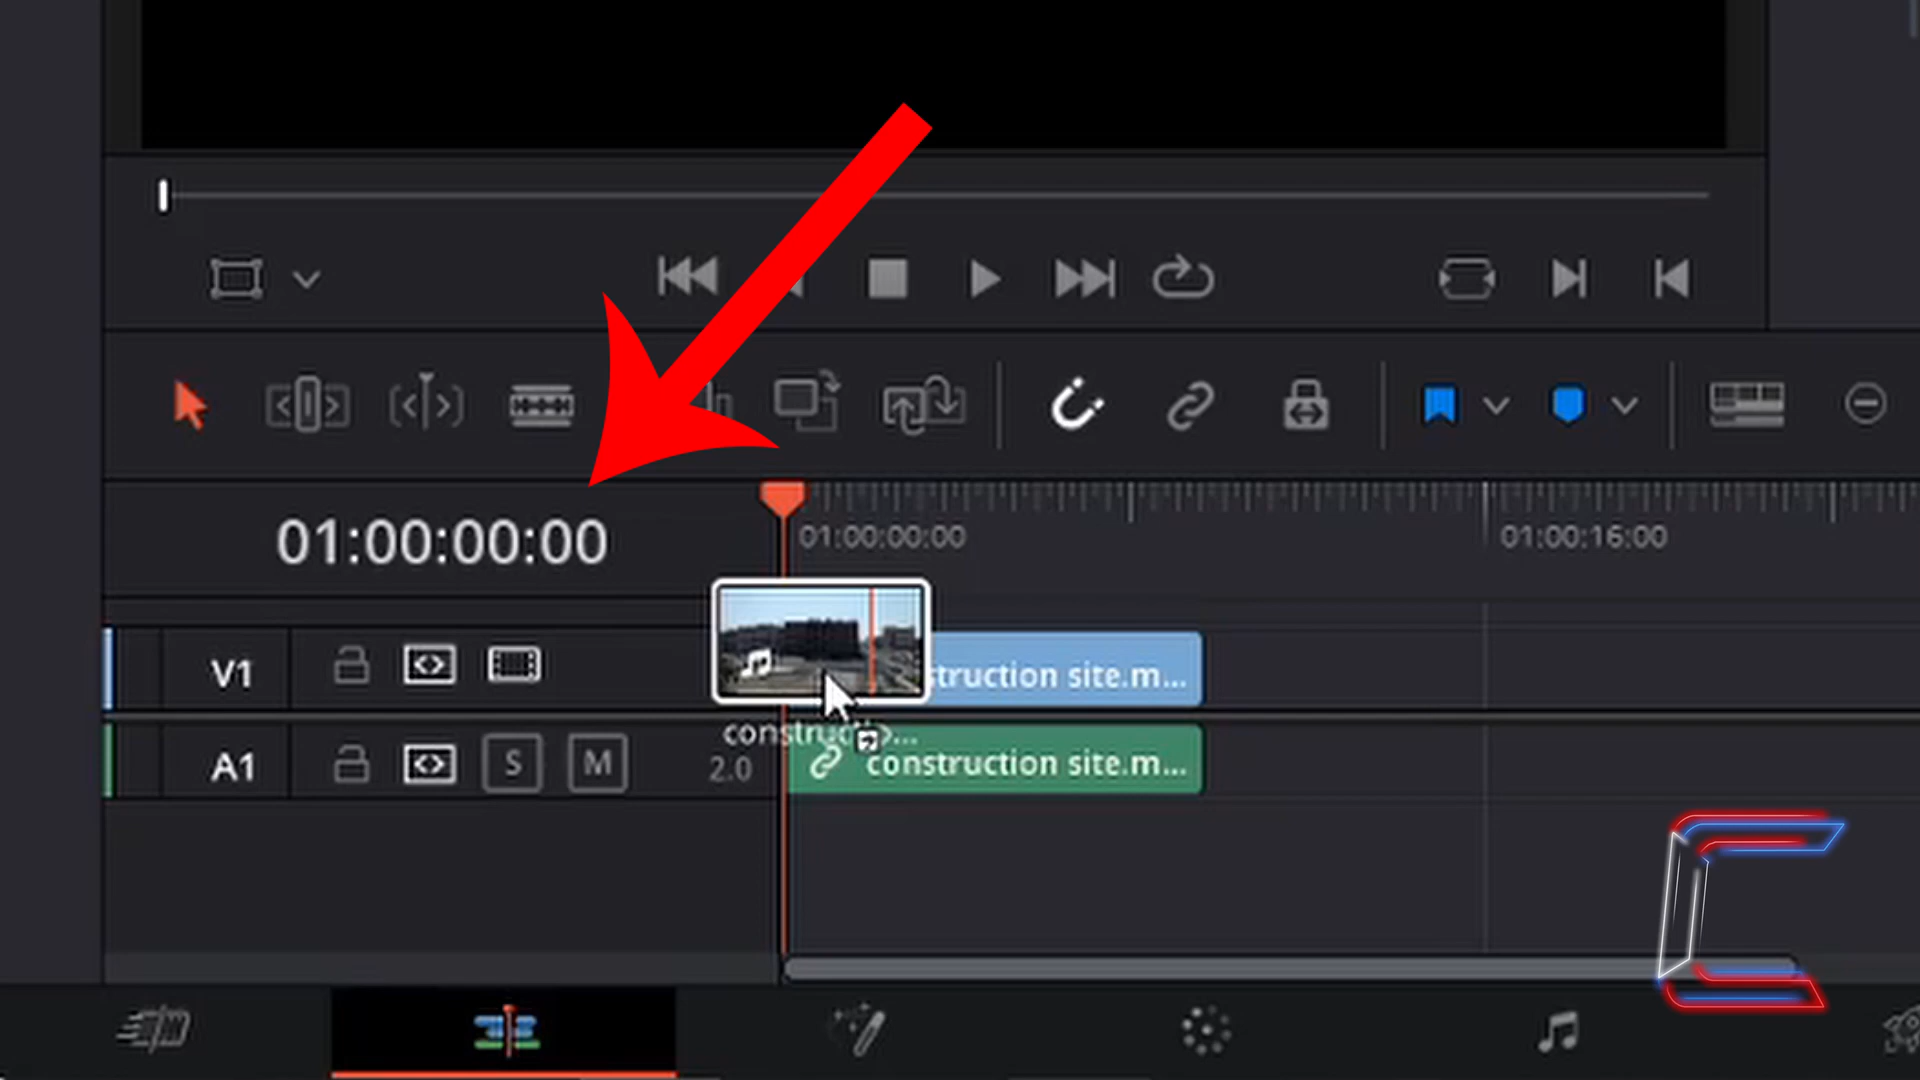 01:00:00:00
01:00:00:00
01:00:16:00
V1
struction site.m...
constructio...
A1
S
M
2.0
construction site.m...